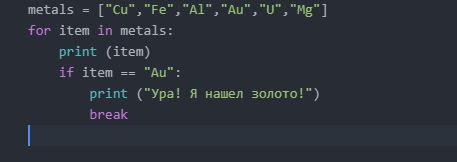 metals = ["Cu","Fe","Al","Au","U","Mg"]
for item in metals:
    print (item)
    if item == "Au":
        print ("Ура! Я нашел золото!")
        break